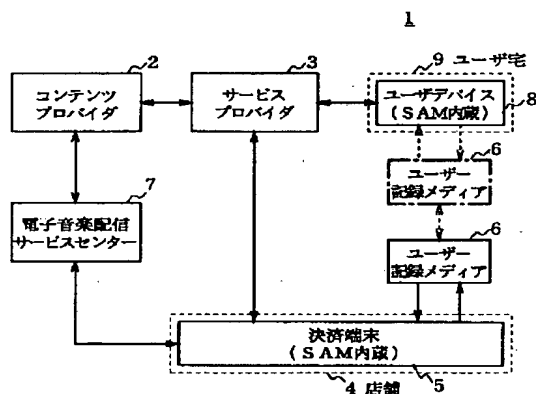 1
2
コンテンツ
プロバイダ
3
サービス
プロバイダ
9 ユーザ宅
ユーザデバイス
(SAM内蔵)
8
6
ユーザー
記録メディア
7
電子音楽配信
サービスセンター
6
ユーザー
記録メディア
決済端末
(SAM内蔵)
4 店舗
5